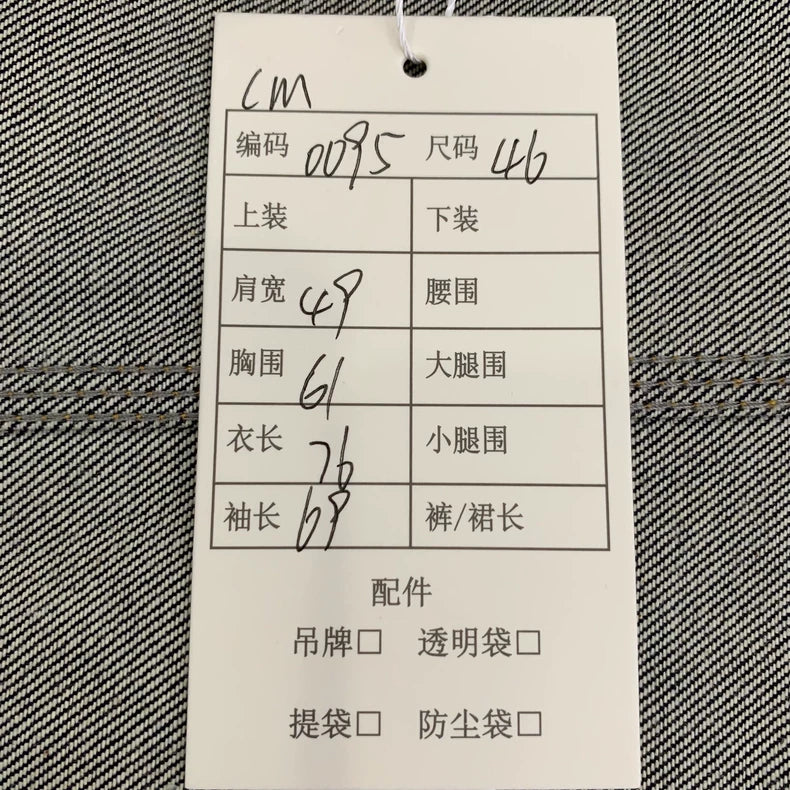 CM
编码 0095 尺码 46
上装 下装
肩宽 49 腰围
胸围 61 大腿围
衣长 76 小腿围
袖长 69 裤/裙长
配件
吊牌□ 透明袋□
提袋□ 防尘袋□